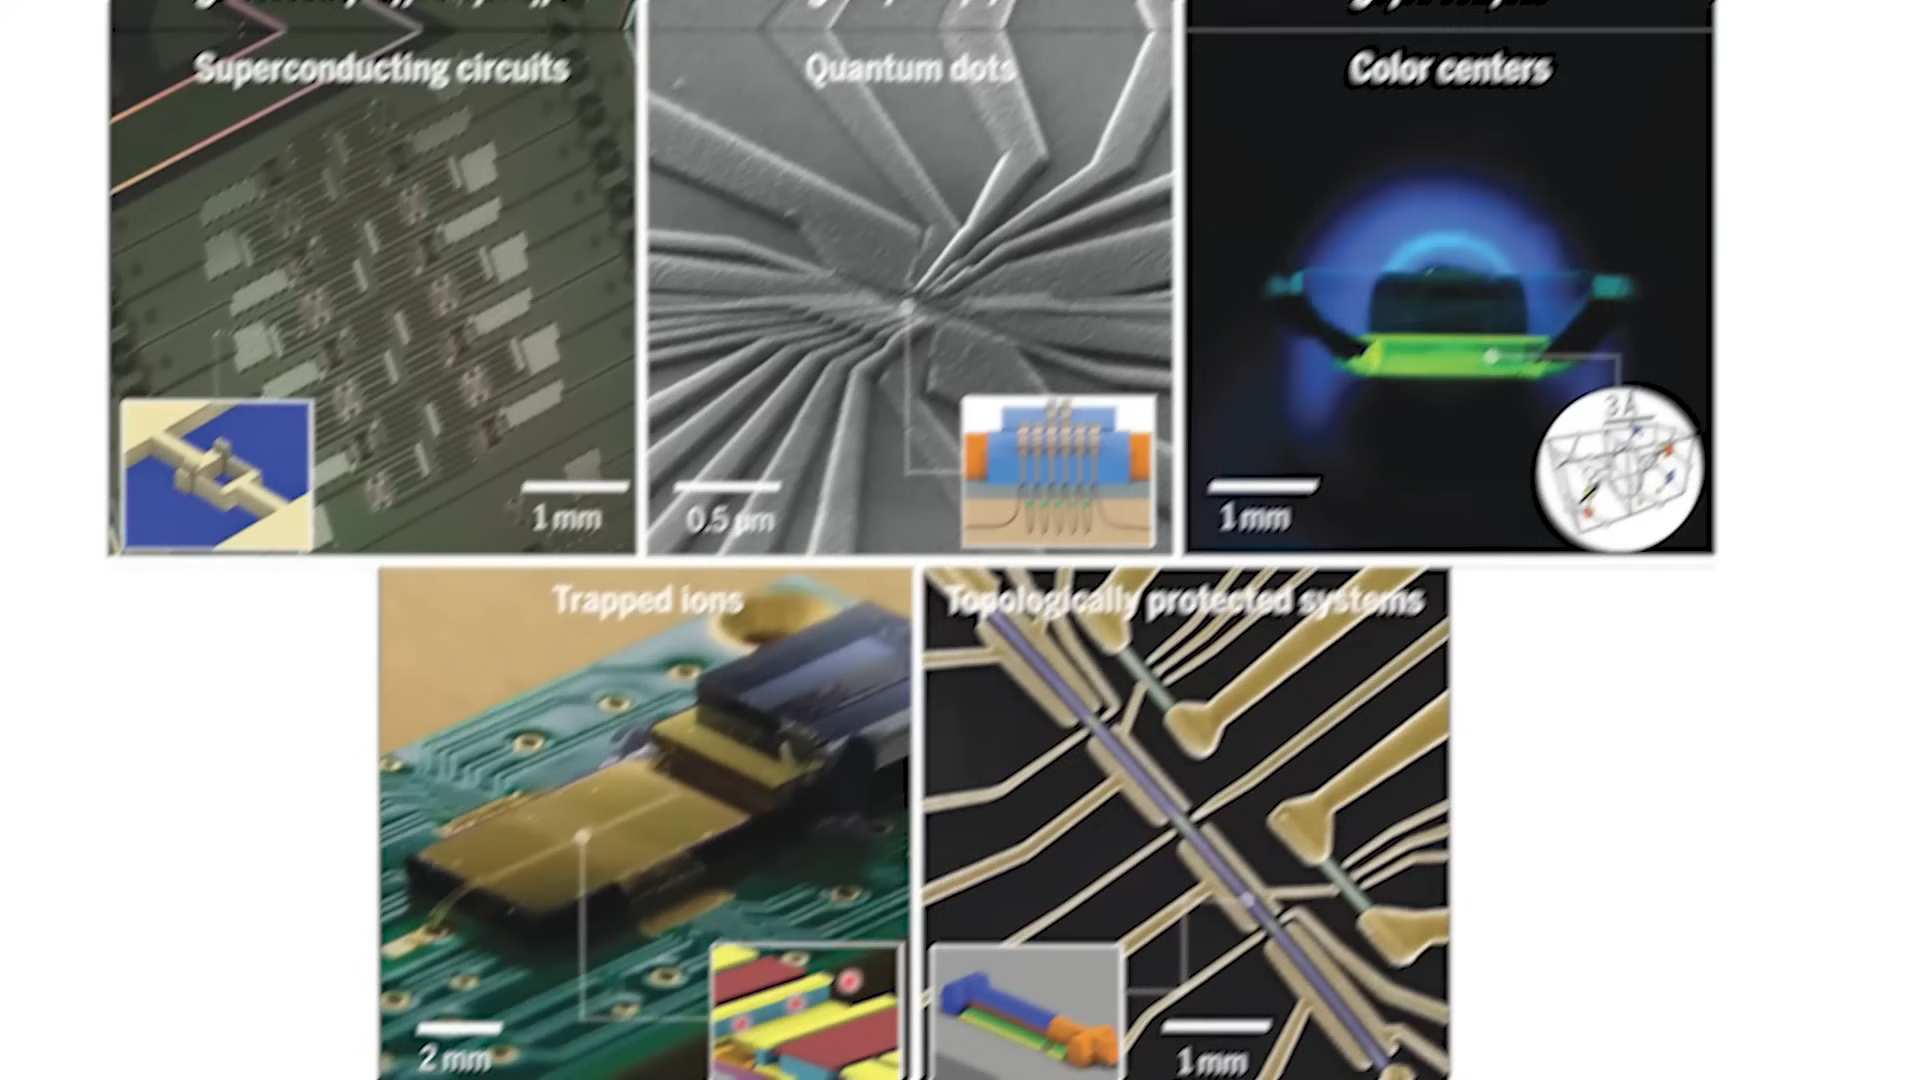 Superconducting circuits
Quantum dots
Color centers
1 mm
0.5 µm
1 mm
3 Å
Trapped ions
Topologically protected systems
2 mm
1 mm